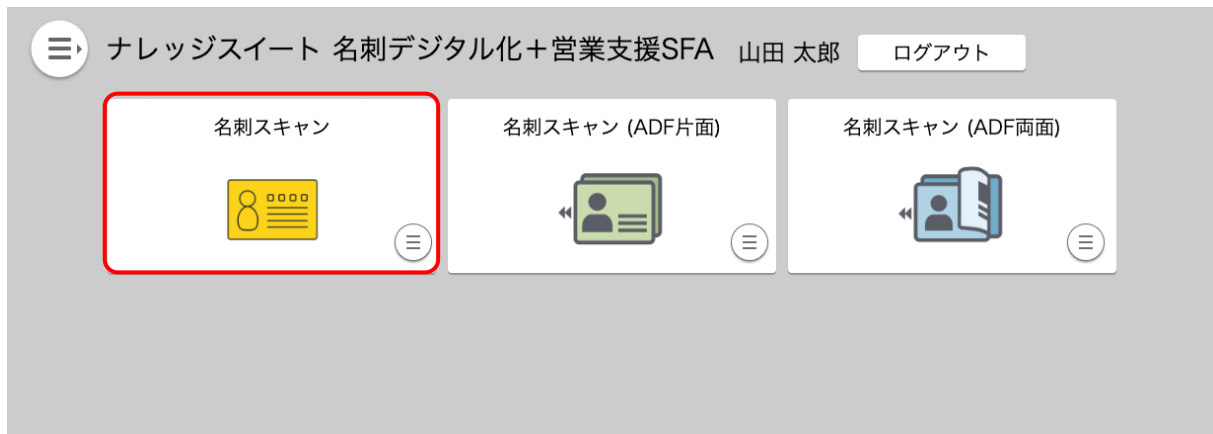 ナレッジスイート 名刺デジタル化＋営業支援SFA 山田 太郎 ログアウト
名刺スキャン
名刺スキャン (ADF片面)
名刺スキャン (ADF両面)